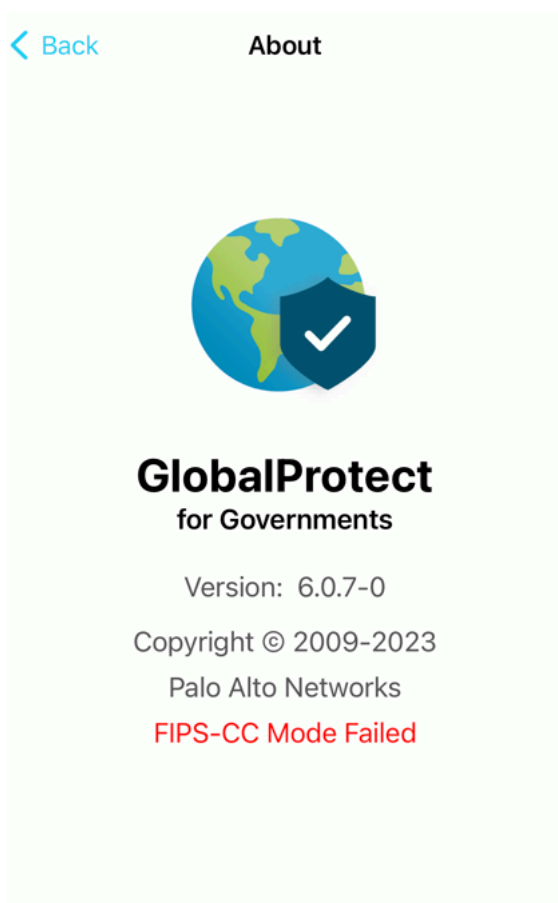 Back
About
GlobalProtect
for Governments
Version: 6.0.7-0
Copyright © 2009-2023
Palo Alto Networks
FIPS-CC Mode Failed